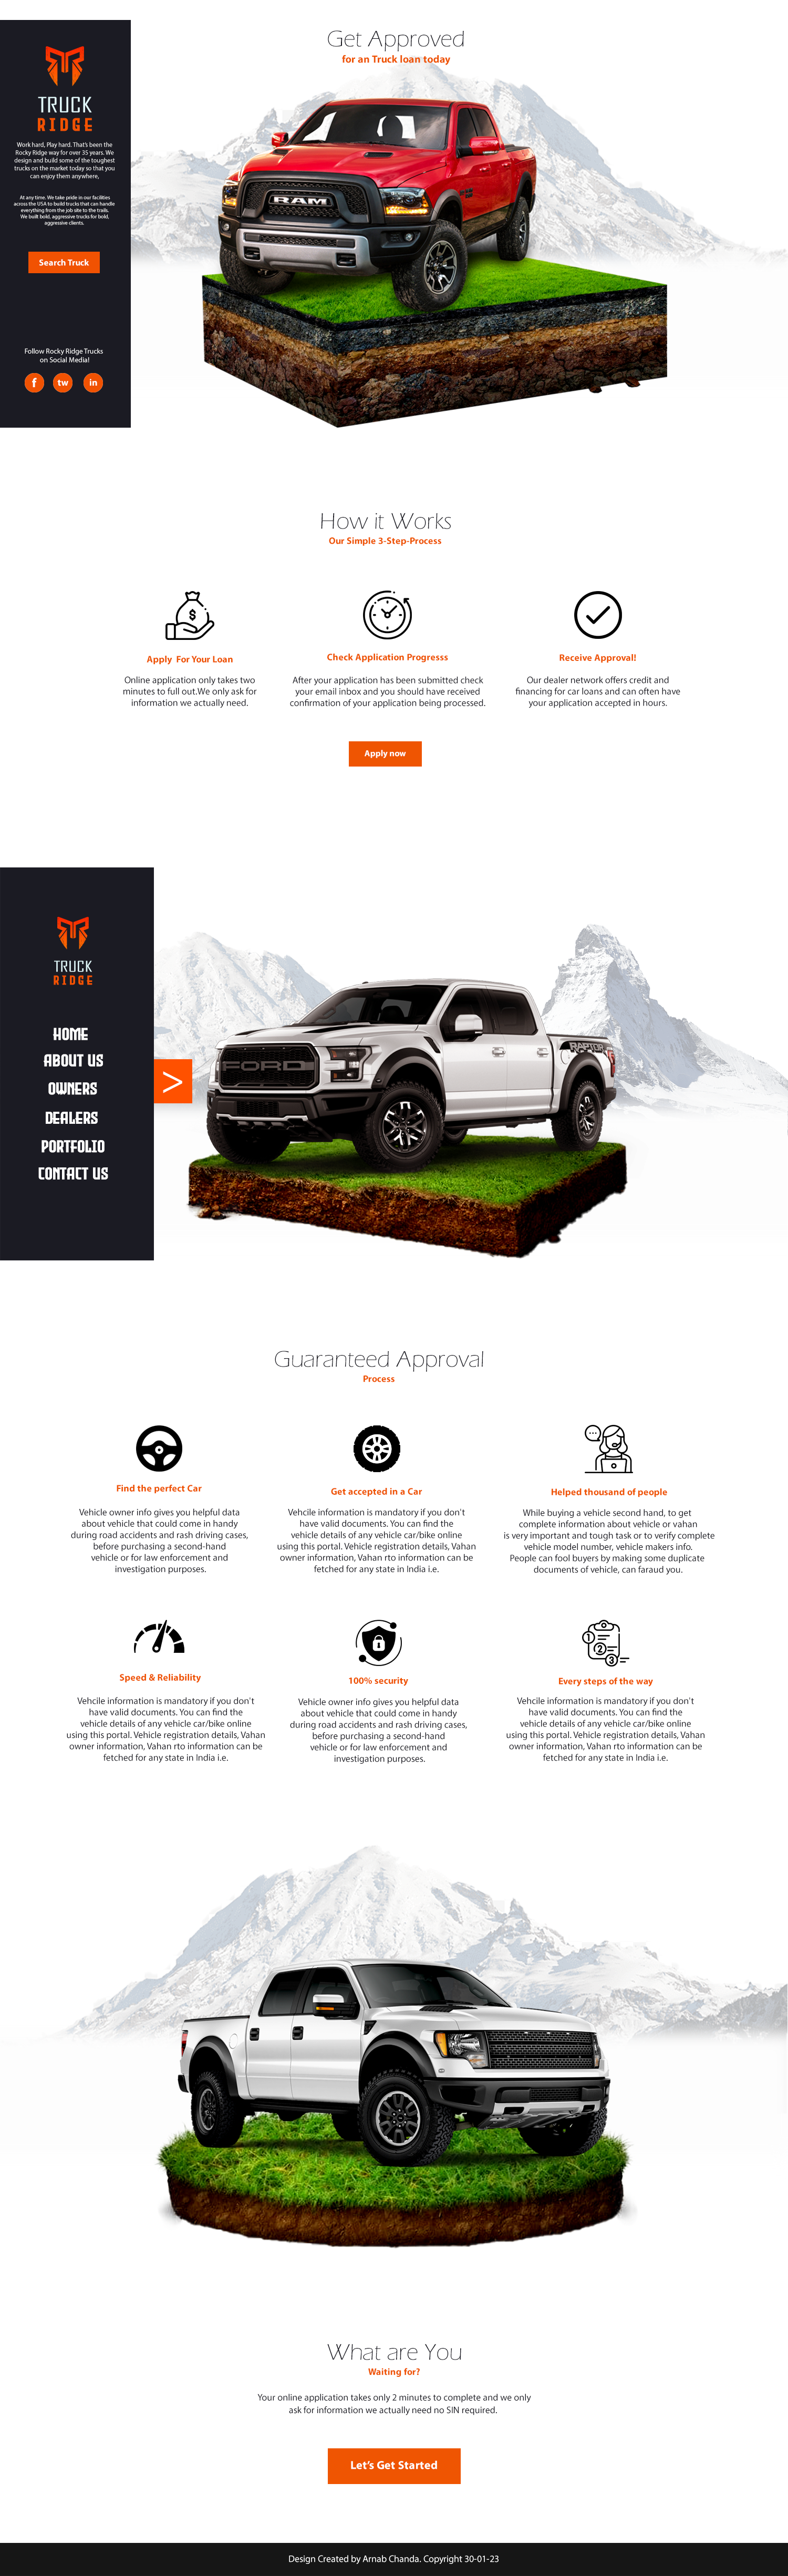 Get Approved
for an Truck loan today
TRUCK
RIDGE
Work hard, Play hard. That's been the
Rocky Ridge way for over 35 years. We
design and build some of the toughest
trucks on the market today so that you
can enjoy them anywhere,
At any time. We take pride in our facilities
across the USA to build trucks that can handle
everything from the job site to the trails.
We built bold, aggressive trucks for bold,
aggressive clients.
Search Truck
Follow Rocky Ridge Trucks
on Social Media!
f tw in
RAM
How it Works
Our Simple 3-Step-Process
$
Apply For Your Loan
Online application only takes two
minutes to full out.We only ask for
information we actually need.
Check Application Progresss
After your application has been submitted check
your email inbox and you should have received
confirmation of your application being processed.
Receive Approval!
Our dealer network offers credit and
financing for car loans and can often have
your application accepted in hours.
Apply now
TRUCK
RIDGE
HOME
ABOUT US
OWNERS
DEALERS
PORTFOLIO
CONTACT US
>
FORD
RAPTOR
Guaranteed Approval
Process
Find the perfect Car
Vehicle owner info gives you helpful data
about vehicle that could come in handy
during road accidents and rash driving cases,
before purchasing a second-hand
vehicle or for law enforcement and
investigation purposes.
Get accepted in a Car
Vehcile information is mandatory if you don't
have valid documents. You can find the
vehicle details of any vehicle car/bike online
using this portal. Vehicle registration details, Vahan
owner information, Vahan rto information can be
fetched for any state in India i.e.
Helped thousand of people
While buying a vehicle second hand, to get
complete information about vehicle or vahan
is very important and tough task or to verify complete
vehicle model number, vehicle makers info.
People can fool buyers by making some duplicate
documents of vehicle, can faraud you.
Speed & Reliability
Vehcile information is mandatory if you don't
have valid documents. You can find the
vehicle details of any vehicle car/bike online
using this portal. Vehicle registration details, Vahan
owner information, Vahan rto information can be
fetched for any state in India i.e.
100% security
Vehicle owner info gives you helpful data
about vehicle that could come in handy
during road accidents and rash driving cases,
before purchasing a second-hand
vehicle or for law enforcement and
investigation purposes.
1
2
3
Every steps of the way
Vehcile information is mandatory if you don't
have valid documents. You can find the
vehicle details of any vehicle car/bike online
using this portal. Vehicle registration details, Vahan
owner information, Vahan rto information can be
fetched for any state in India i.e.
What are You
Waiting for?
Your online application takes only 2 minutes to complete and we only
ask for information we actually need no SIN required.
Let's Get Started
Design Created by Arnab Chanda. Copyright 30-01-23